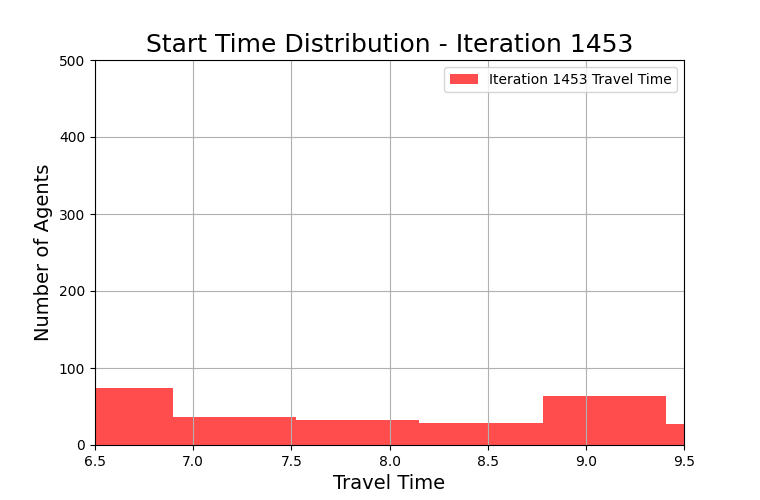 Start Time Distribution - Iteration 1453
Iteration 1453 Travel Time
Number of Agents
500
400
300
200
100
0
6.5 7.0 7.5 8.0 8.5 9.0 9.5
Travel Time